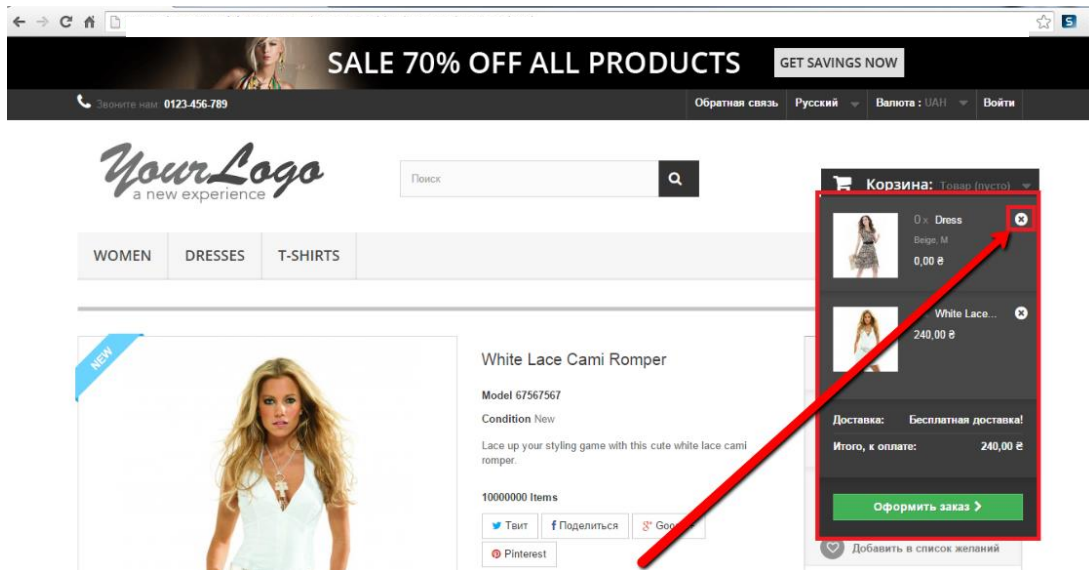 SALE 70% OFF ALL PRODUCTS
GET SAVINGS NOW
Звоните нам: 0123-456-789
Обратная связь
Русский
Валюта : UAH
Войти
YourLogo
a new experience
Поиск
Корзина: Товар (пусто)
WOMEN
DRESSES
T-SHIRTS
0 x Dress
Beige, M
0,00 ₴
White Lace...
240,00 ₴
Доставка: Бесплатная доставка!
Итого, к оплате: 240,00 ₴
Оформить заказ
Добавить в список желаний
NEW
White Lace Cami Romper
Model 67567567
Condition New
Lace up your styling game with this cute white lace cami
romper.
10000000 Items
Твит
Поделиться
Pinterest